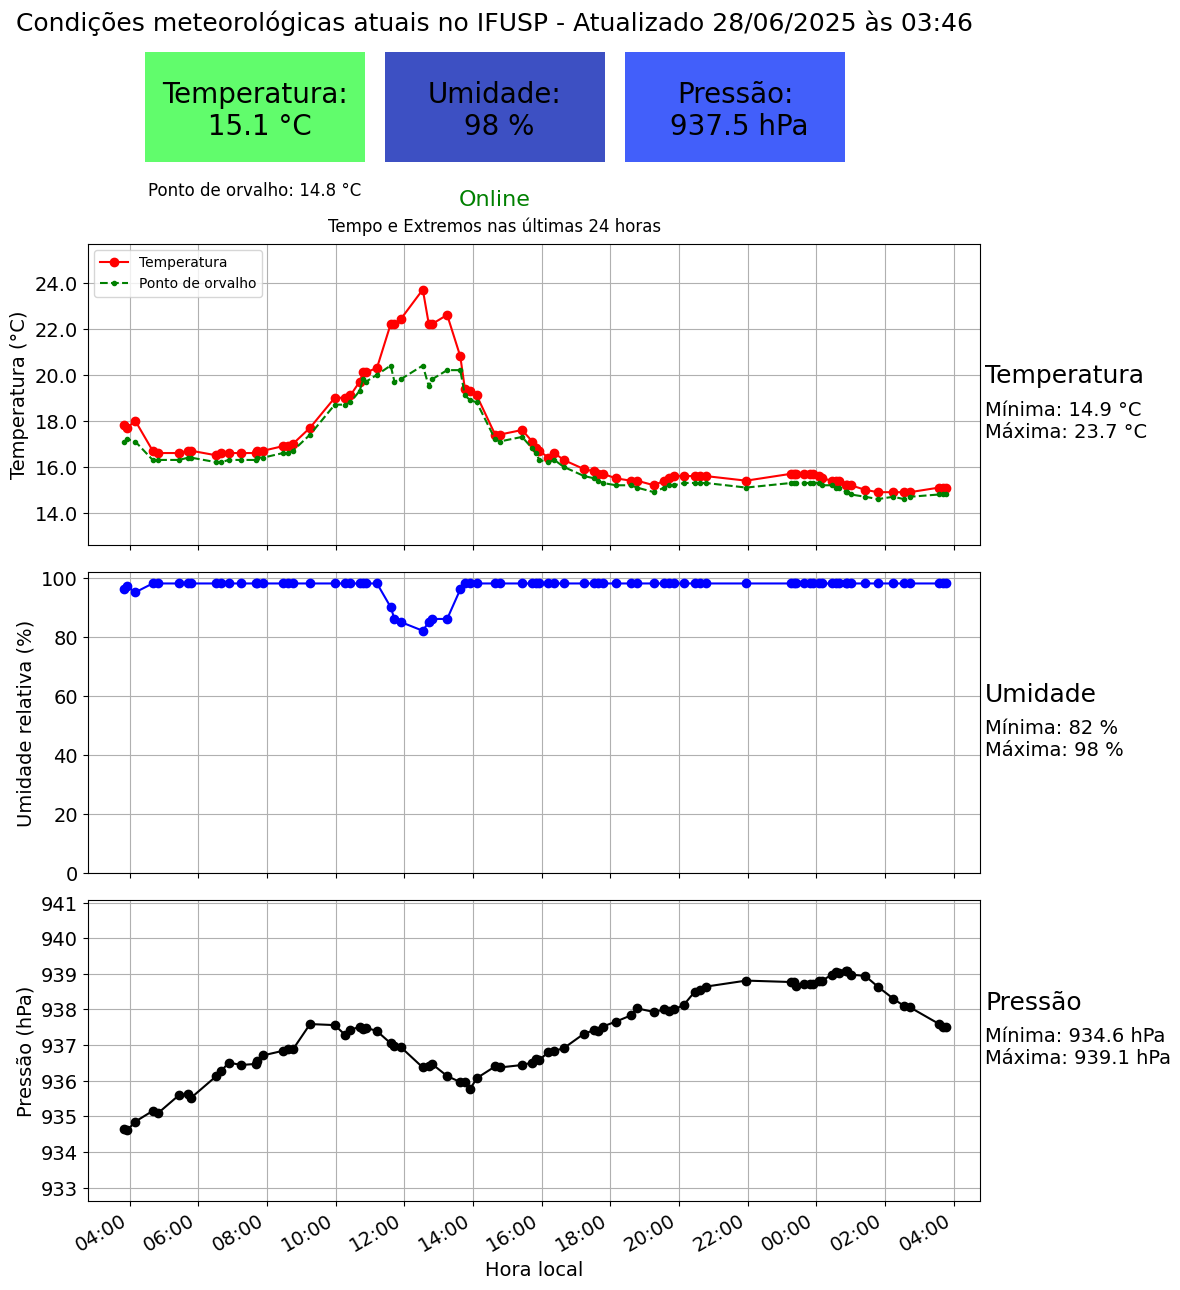 Condições meteorológicas atuais no IFUSP - Atualizado 28/06/2025 às 03:46
Temperatura:
15.1 °C
Umidade:
98 %
Pressão:
937.5 hPa
Ponto de orvalho: 14.8 °C
Online
Tempo e Extremos nas últimas 24 horas
Temperatura
Ponto de orvalho
Temperatura (°C)
24.0
22.0
20.0
18.0
16.0
14.0
Temperatura
Mínima: 14.9 °C
Máxima: 23.7 °C
Umidade relativa (%)
100
80
60
40
20
0
Umidade
Mínima: 82 %
Máxima: 98 %
Pressão (hPa)
941
940
939
938
937
936
935
934
933
Pressão
Mínima: 934.6 hPa
Máxima: 939.1 hPa
04:00
06:00
08:00
10:00
12:00
14:00
16:00
18:00
20:00
22:00
00:00
02:00
04:00
Hora local